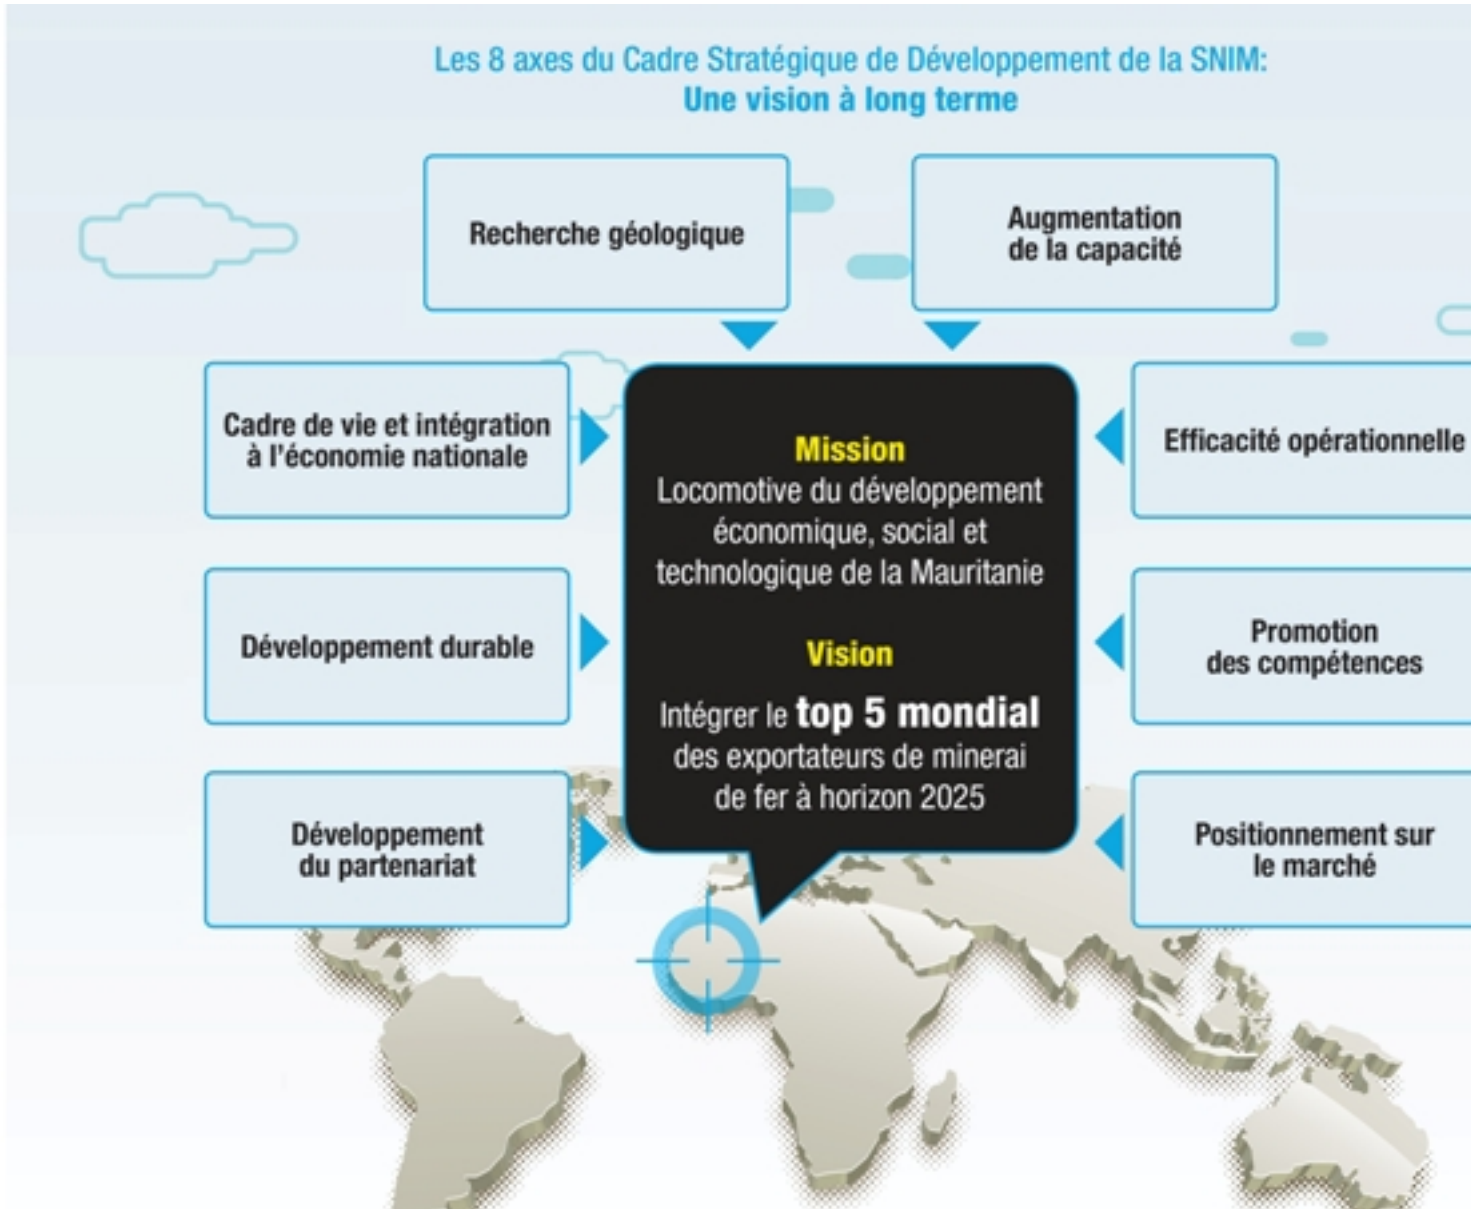 Les 8 axes du Cadre Stratégique de Développement de la SNIM:
Une vision à long terme
Recherche géologique
Augmentation
de la capacité
Cadre de vie et intégration
à l'économie nationale
Efficacité opérationnelle
Mission
Locomotive du développement
économique, social et
technologique de la Mauritanie
Développement durable
Promotion
des compétences
Vision
Intégrer le top 5 mondial
des exportateurs de minerai
de fer à horizon 2025
Développement
du partenariat
Positionnement sur
le marché